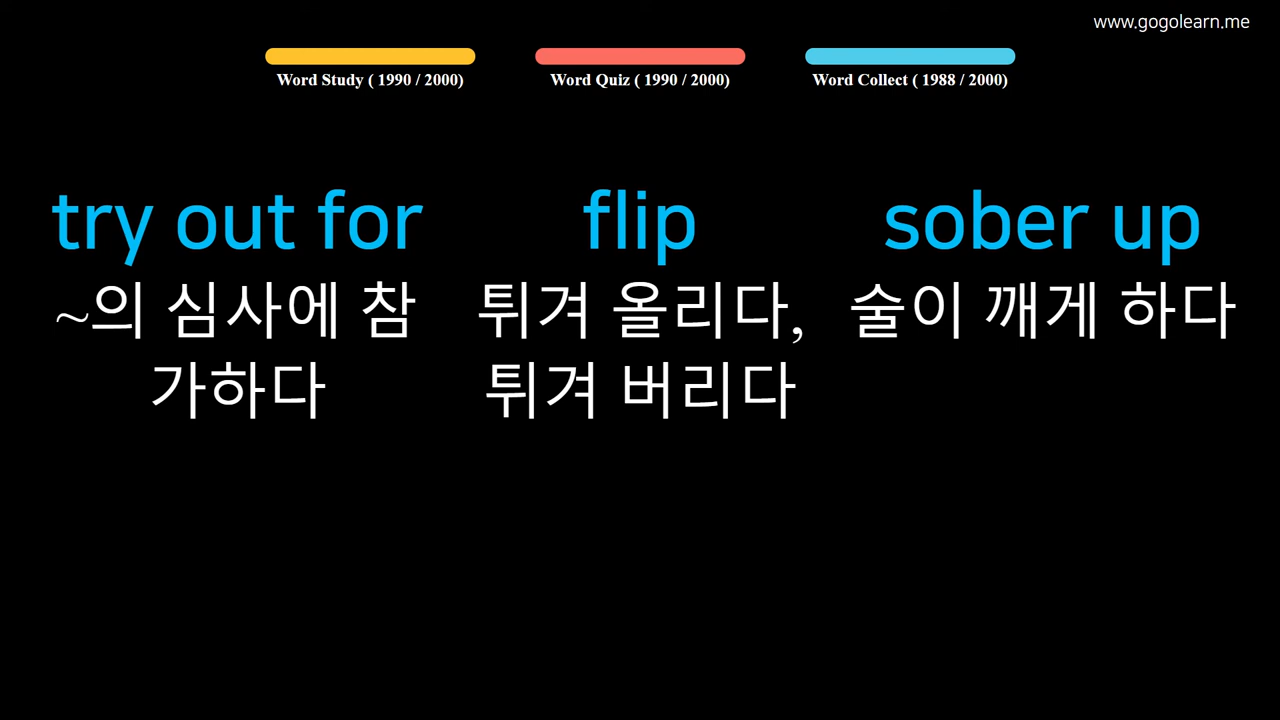 www.gogolearn.me
Word Study ( 1990 / 2000)
Word Quiz ( 1990 / 2000)
Word Collect ( 1988 / 2000)
try out for
~의 심사에 참
가하다
flip
튀겨 올리다,
튀겨 버리다
sober up
술이 깨게 하다